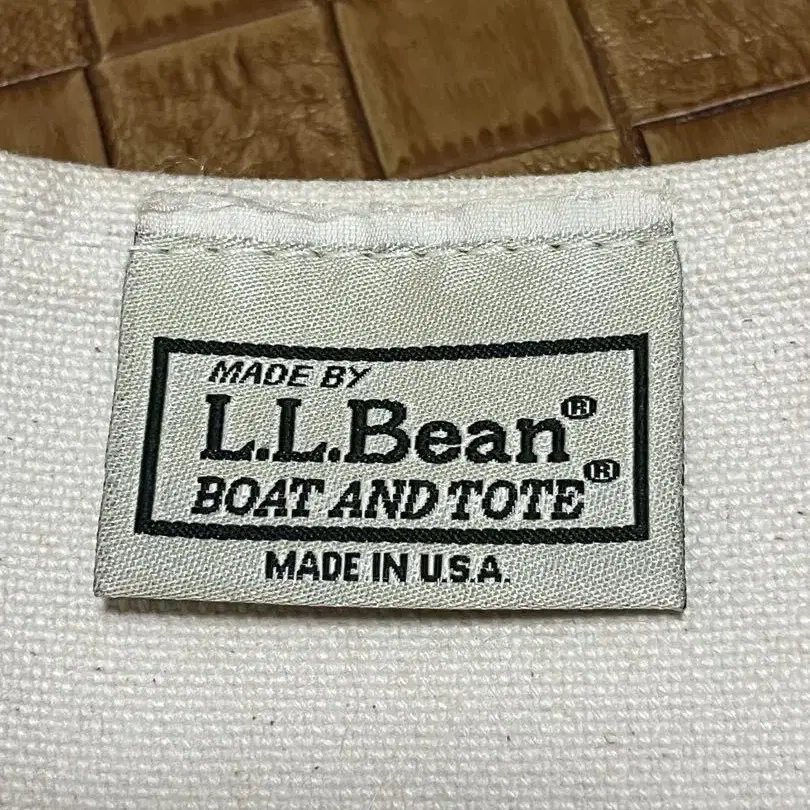 MADE BY
L.L.Bean®
BOAT AND TOTE®
MADE IN U.S.A.